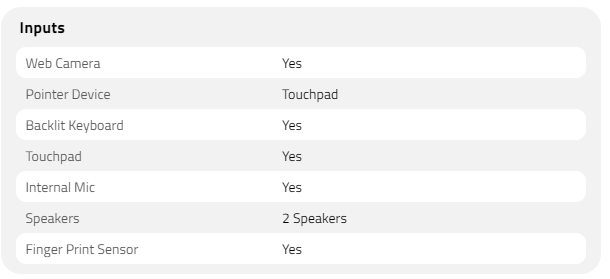 Inputs
Web Camera Yes
Pointer Device Touchpad
Backlit Keyboard Yes
Touchpad Yes
Internal Mic Yes
Speakers 2 Speakers
Finger Print Sensor Yes